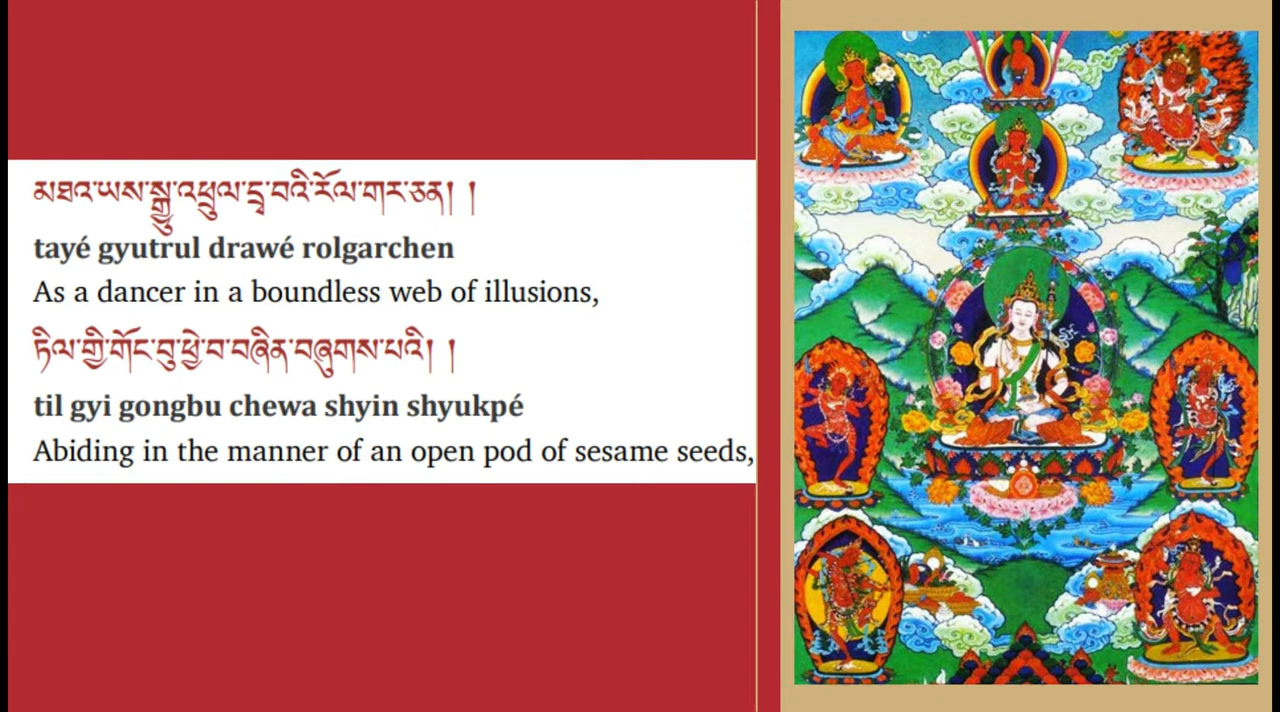 མཐའ་ཡས་སྒྱུ་འཕྲུལ་དྲྭ་བའི་རོལ་གར་ཅན། །
tayé gyutrul drawé rolgarchen
As a dancer in a boundless web of illusions,
ཏིལ་གྱི་གོང་བུ་ཕྱེ་བ་བཞིན་བཞུགས་པའི། །
til gyi gongbu chewa shyin shyukpé
Abiding in the manner of an open pod of sesame seeds,